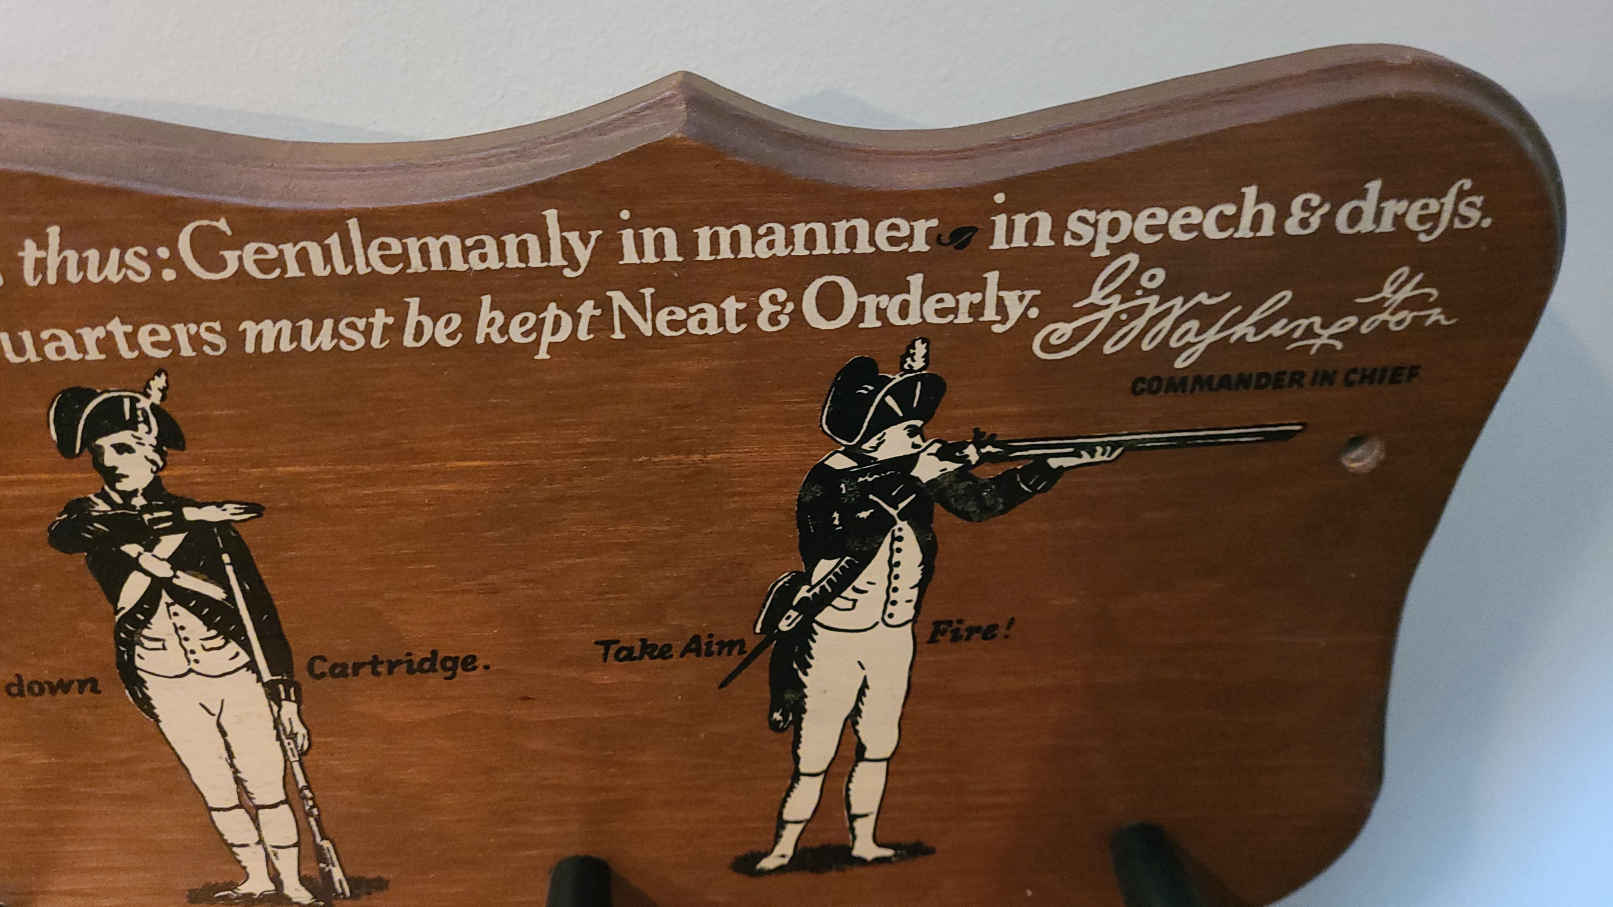 thus: Gentlemanly in manner in speech & dreſs.
uarters must be kept Neat & Orderly.
G:o Washington
COMMANDER IN CHIEF
down Cartridge.
Take Aim Fire!